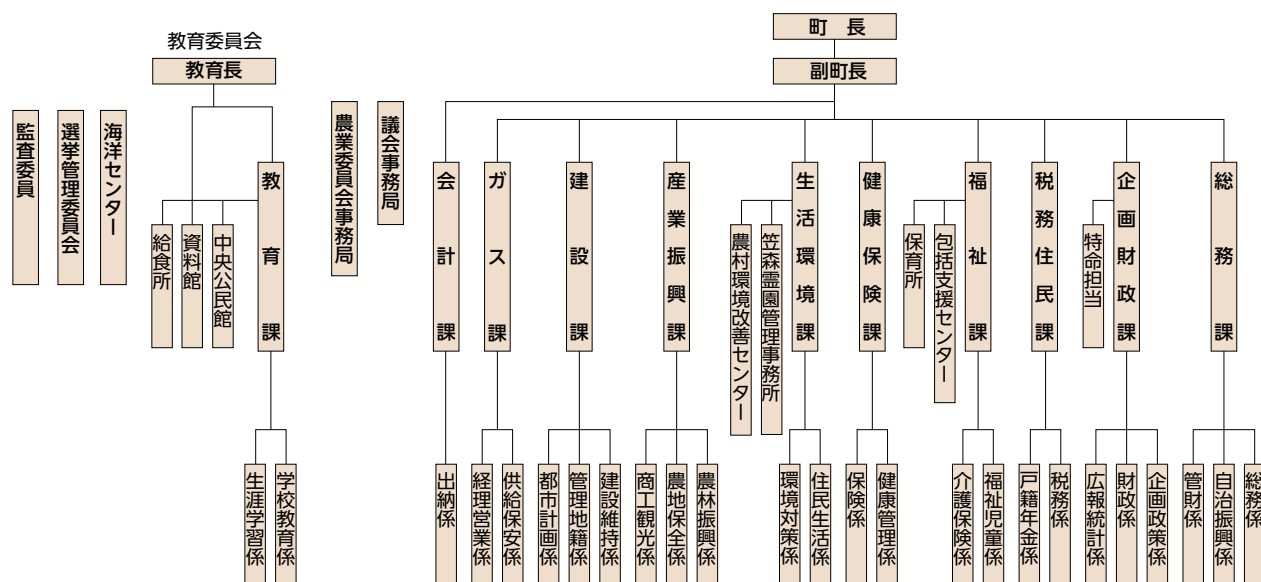 町長
副町長
教育委員会
教育長
総務課
企画財政課
税務住民課
福祉課
健康保険課
生活環境課
産業振興課
建設課
ガス課
会計課
特命担当
包括支援センター
保育所
笠森霊園管理事務所
農村環境改善センター
総務係
自治振興係
管財係
企画政策係
財政係
広報統計係
税務係
戸籍年金係
福祉児童係
介護保険係
健康管理係
保険係
住民生活係
環境対策係
農林振興係
農地保全係
商工観光係
建設維持係
管理地籍係
都市計画係
供給保安係
経理営業係
出納係
議会事務局
農業委員会事務局
教育課
中央公民館
資料館
給食所
学校教育係
生涯学習係
海洋センター
選挙管理委員会
監査委員